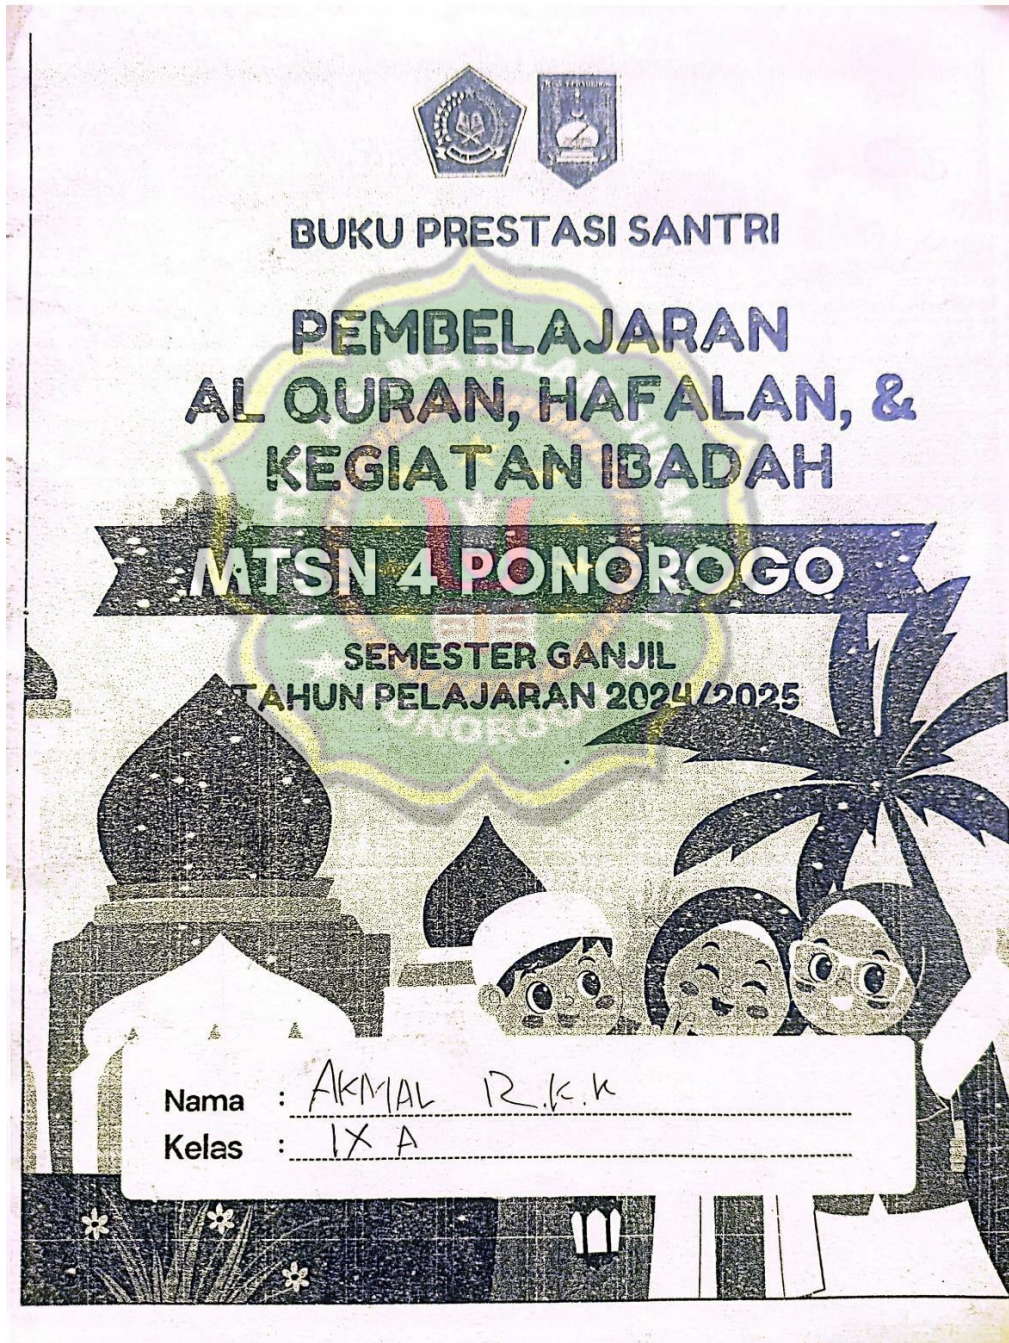 BUKU PRESTASI SANTRI
PEMBELAJARAN
AL QURAN, HAFALAN, &
KEGIATAN IBADAH
MTSN 4 PONOROGO
SEMESTER GANJIL
TAHUN PELAJARAN 2024/2025
Nama : AKMAL R.K.K
Kelas : IX A